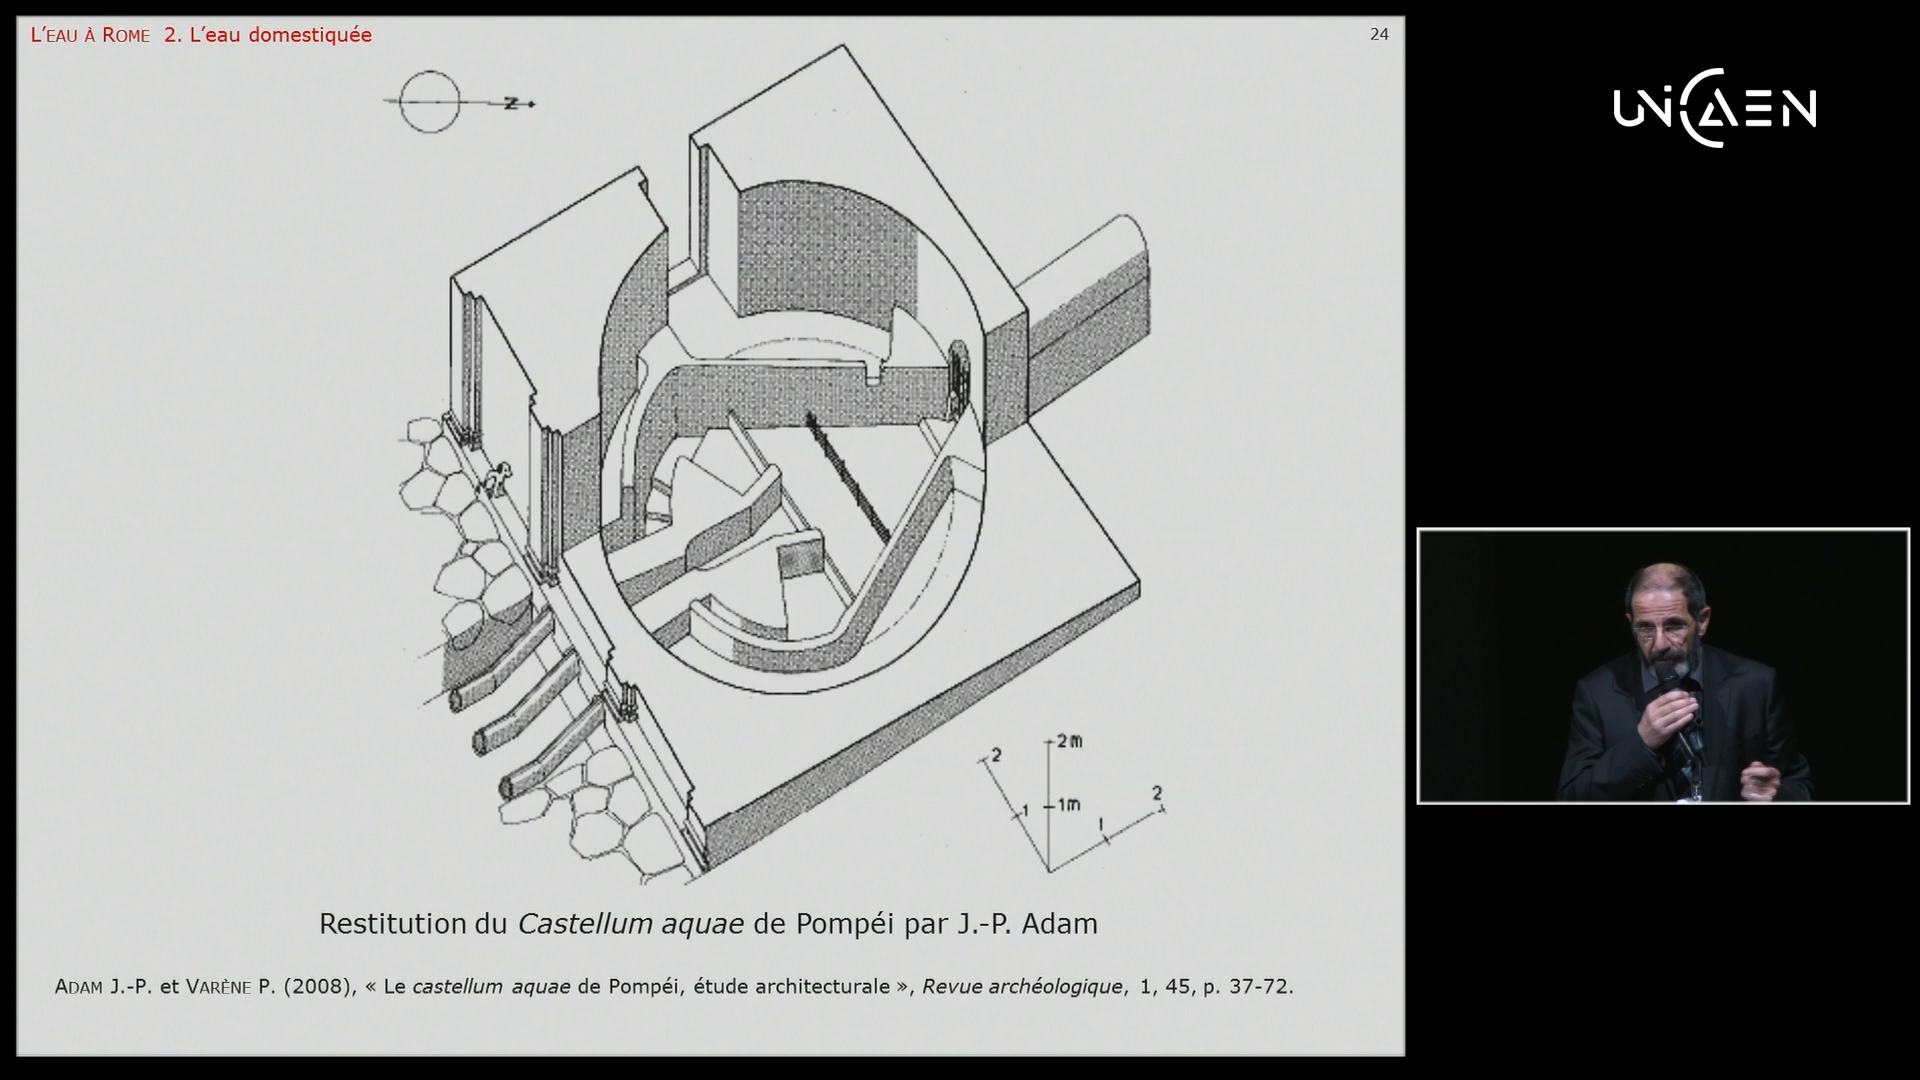 L'EAU À ROME 2. L'eau domestiquée
24
UNICAEN
N
2
2m
1
1m
1
2
Restitution du Castellum aquae de Pompéi par J.-P. Adam
ADAM J.-P. et VARÈNE P. (2008), « Le castellum aquae de Pompéi, étude architecturale », Revue archéologique, 1, 45, p. 37-72.